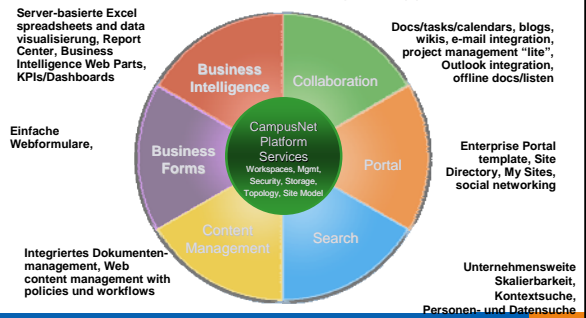 Server-basierte Excel
spreadsheets and data
visualisierung, Report
Center, Business
Intelligence Web Parts,
KPIs/Dashboards
Docs/tasks/calendars, blogs,
wikis, e-mail integration,
project management “lite”,
Outlook integration,
offline docs/listen
Business
Intelligence
Collaboration
Einfache
Webformulare,
Business
Forms
CampusNet
Platform
Services
Workspaces, Mgmt,
Security, Storage,
Topology, Site Model
Portal
Enterprise Portal
template, Site
Directory, My Sites,
social networking
Content
Management
Search
Integriertes Dokumenten-
management, Web
content management with
policies und workflows
Unternehmensweite
Skalierbarkeit,
Kontextsuche,
Personen- und Datensuche